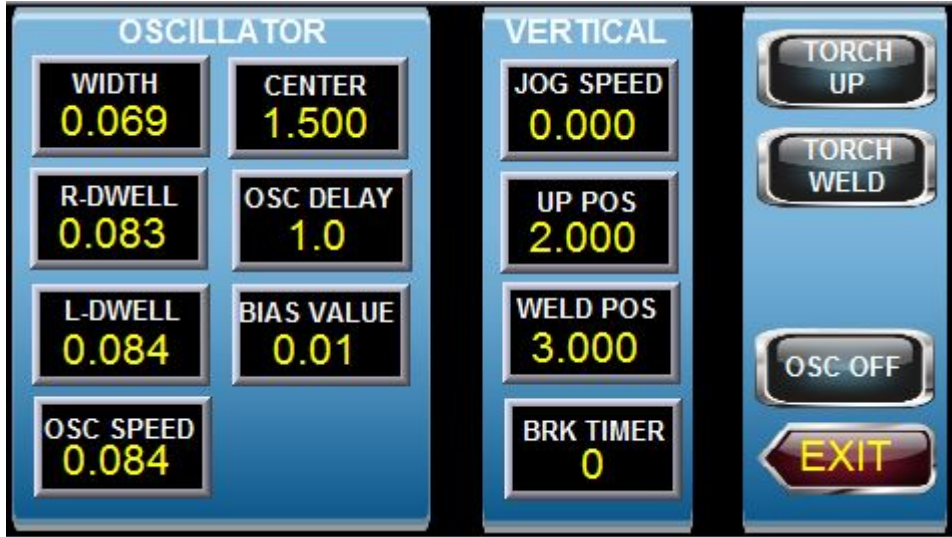 OSCILLATOR
WIDTH
0.069
CENTER
1.500
R-DWELL
0.083
OSC DELAY
1.0
L-DWELL
0.084
BIAS VALUE
0.01
OSC SPEED
0.084
VERTICAL
JOG SPEED
0.000
UP POS
2.000
WELD POS
3.000
BRK TIMER
0
TORCH
UP
TORCH
WELD
OSC OFF
EXIT